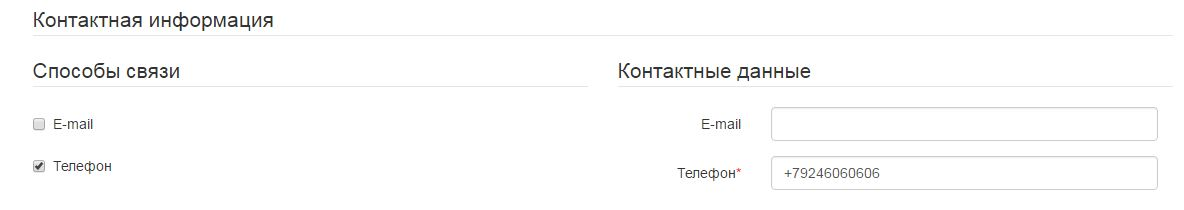 Контактная информация
Способы связи
Контактные данные
E-mail
E-mail
Телефон
Телефон*
+79246060606